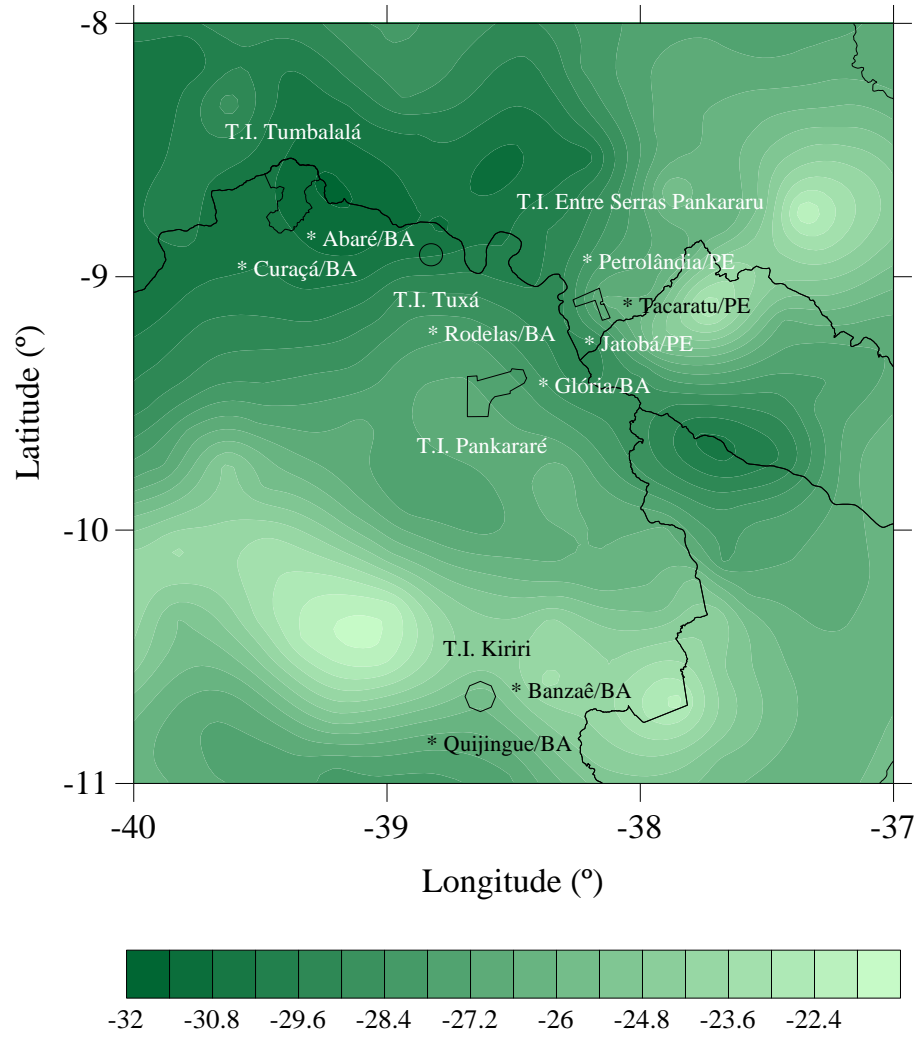 -8
T.I. Tumbalalá
T.I. Entre Serras Pankararu
* Abaré/BA
* Petrolândia/PE
* Curaçá/BA
-9
T.I. Tuxá
* Tacaratu/PE
* Rodelas/BA
* Jatobá/PE
* Glória/BA
T.I. Pankararé
Latitude (º)
-10
T.I. Kiriri
* Banzaê/BA
* Quijingue/BA
-11
-40 -39 -38 -37
Longitude (º)
-32 -30.8 -29.6 -28.4 -27.2 -26 -24.8 -23.6 -22.4